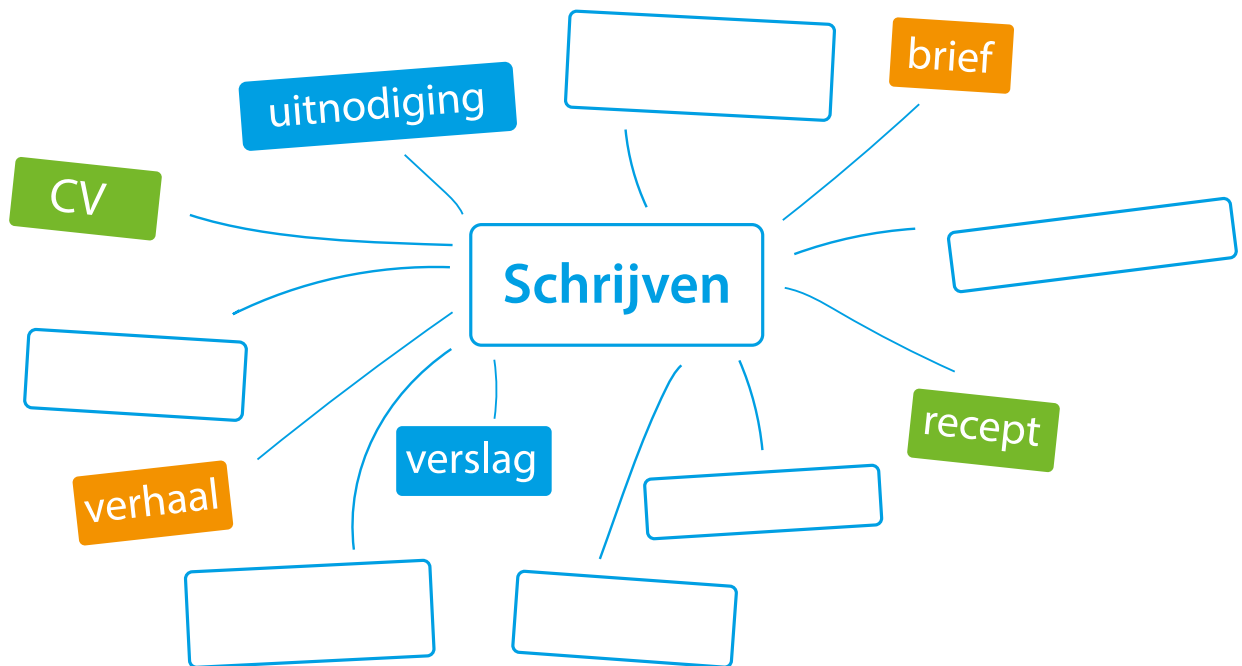 brief
uitnodiging
CV
Schrijven
recept
verslag
verhaal